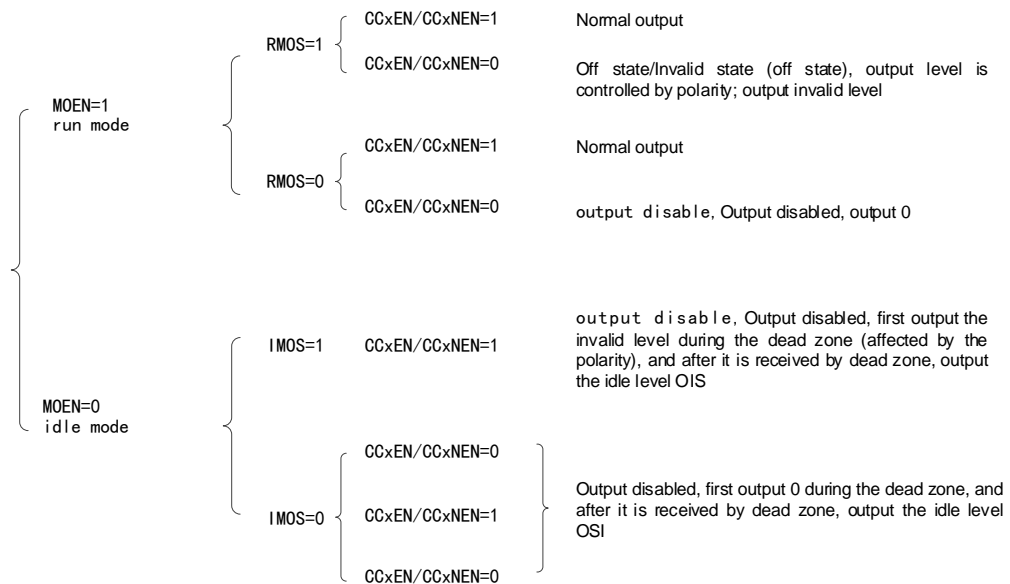 CCxEN/CCxNEN=1 Normal output
RMOS=1
CCxEN/CCxNEN=0 Off state/Invalid state (off state), output level is
controlled by polarity; output invalid level
MOEN=1
run mode
CCxEN/CCxNEN=1 Normal output
RMOS=0
CCxEN/CCxNEN=0 output disable, Output disabled, output 0
output disable, Output disabled, first output the
invalid level during the dead zone (affected by the
IMOS=1 CCxEN/CCxNEN=1
polarity), and after it is received by dead zone, output
the idle level OIS
MOEN=0
idle mode
CCxEN/CCxNEN=0
Output disabled, first output 0 during the dead zone, and
IMOS=0 CCxEN/CCxNEN=1 after it is received by dead zone, output the idle level
OSI
CCxEN/CCxNEN=0